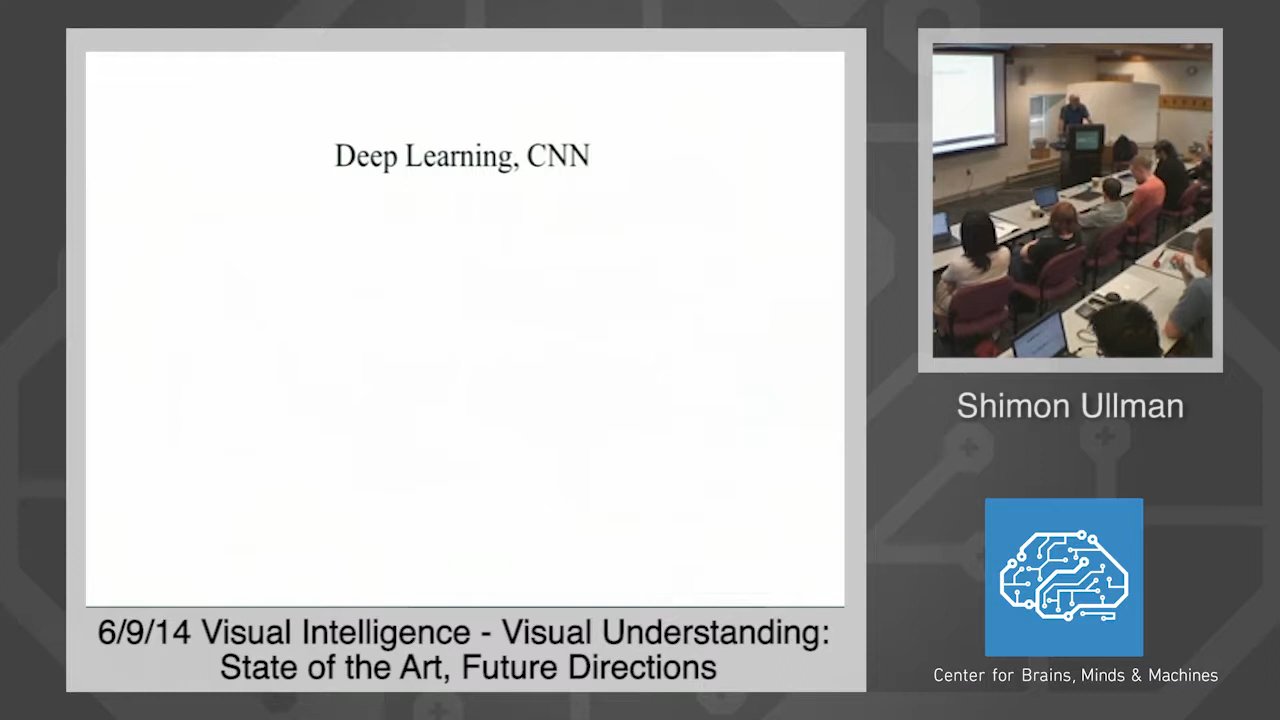 Deep Learning, CNN
Shimon Ullman
6/9/14 Visual Intelligence - Visual Understanding:
State of the Art, Future Directions
Center for Brains, Minds & Machines